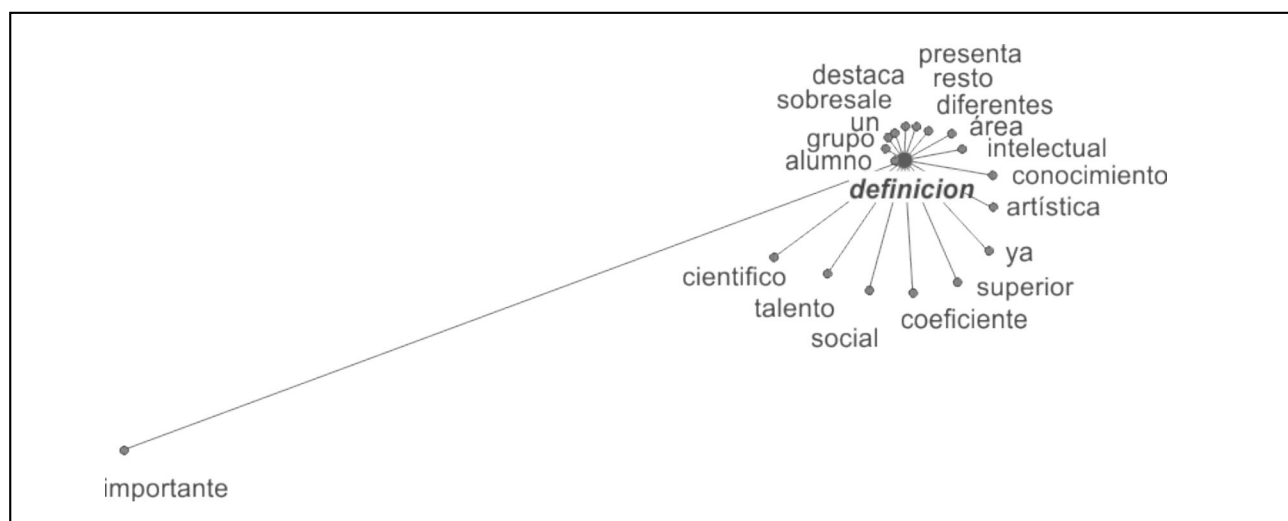 presenta
destaca
resto
sobresale
diferentes
un
área
grupo
intelectual
alumno
conocimiento
definicion
artística
ya
cientifico
superior
talento
coeficiente
social
importante